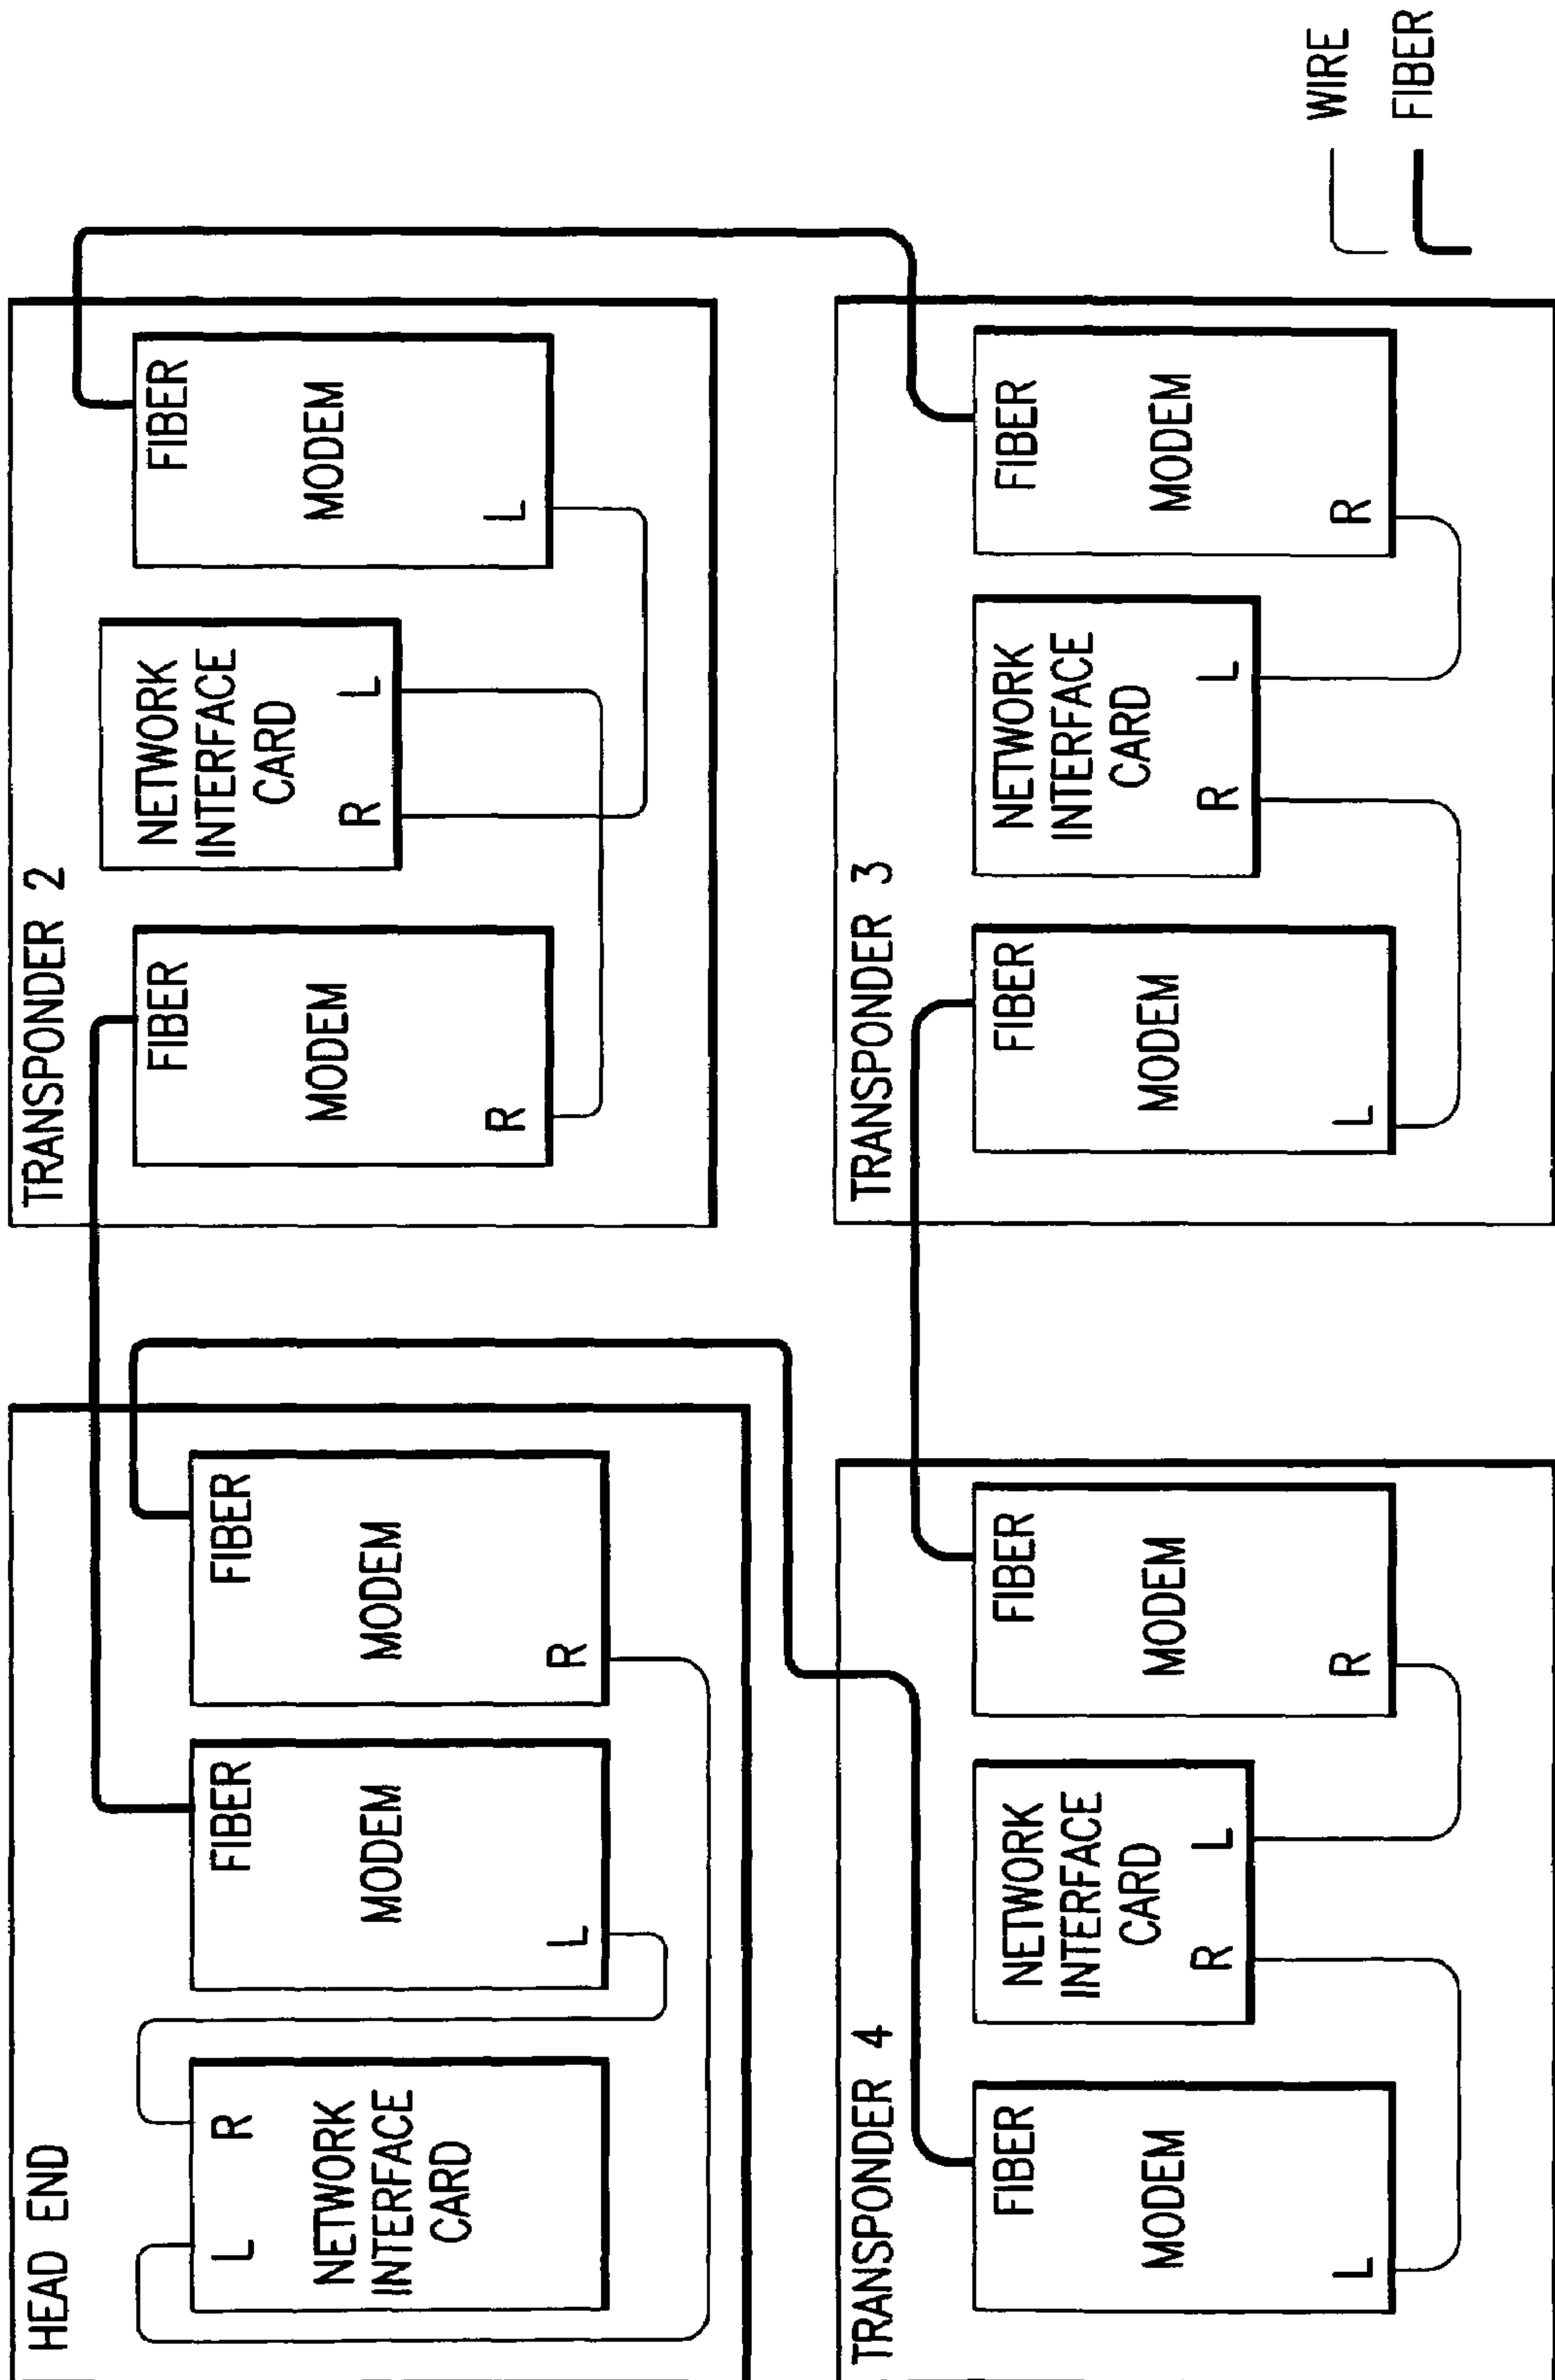 HEAD END
L
R
NETWORK
INTERFACE
CARD
FIBER
MODEM
L
FIBER
MODEM
R
TRANSPONDER 2
FIBER
MODEM
R
NETWORK
INTERFACE
CARD
R
L
FIBER
MODEM
L
TRANSPONDER 4
FIBER
MODEM
L
NETWORK
INTERFACE
CARD
R
L
FIBER
MODEM
R
TRANSPONDER 3
FIBER
MODEM
L
NETWORK
INTERFACE
CARD
R
L
FIBER
MODEM
R
WIRE
FIBER